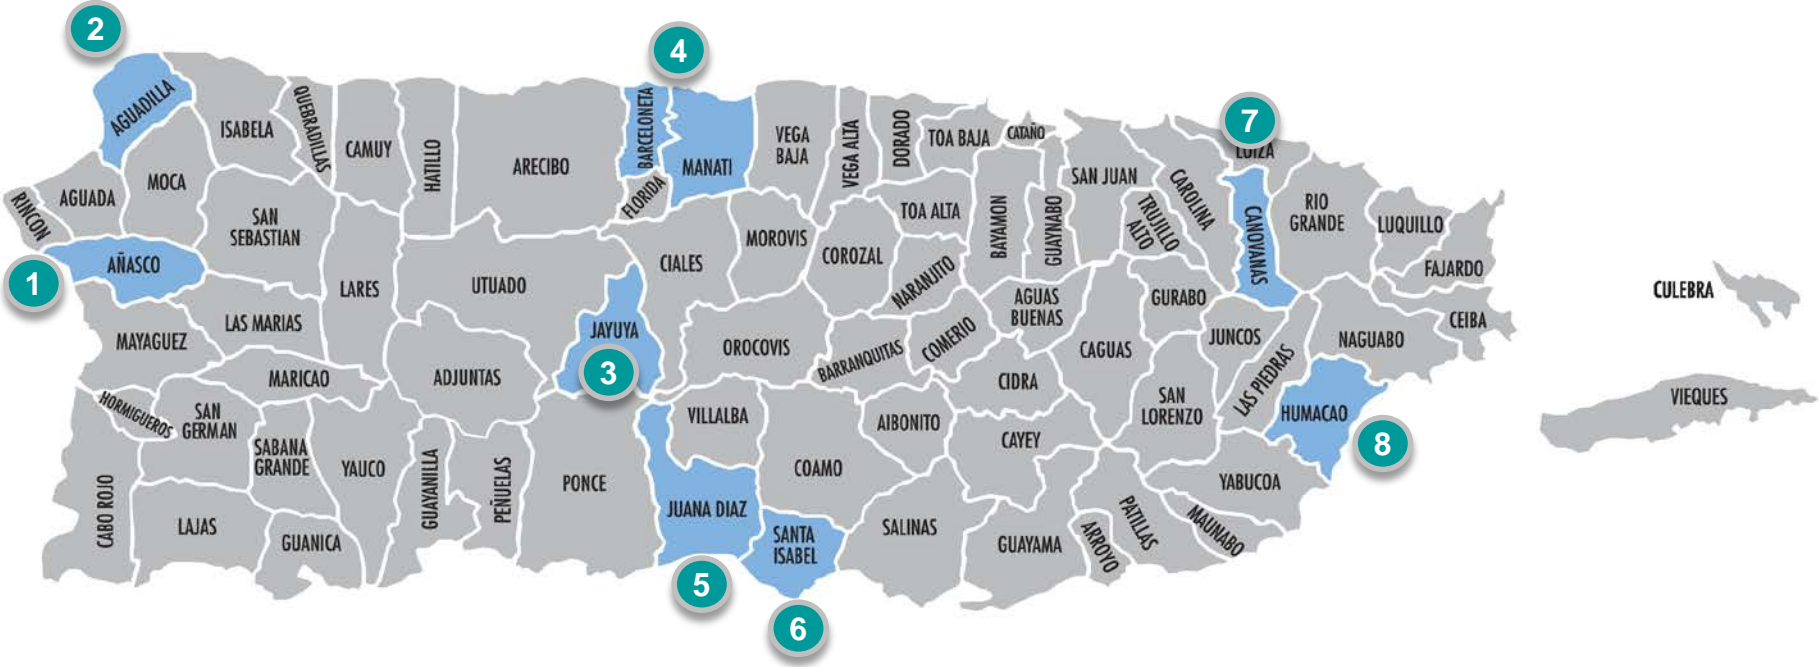 2
4
7
AGUADILLA
ISABELA
QUEBRADILLAS
CAMUY
HATILLO
ARECIBO
BARCELONETA
MANATI
FLORIDA
VEGA
BAJA
VEGA ALTA
DORADO
TOA BAJA
CATAÑO
TOA ALTA
BAYAMON
GUAYNABO
SAN JUAN
TRUJILLO
ALTO
CAROLINA
LOIZA
CANOVANAS
RIO
GRANDE
LUQUILLO
FAJARDO
CEIBA
CULEBRA
VIEQUES
RINCON
AGUADA
MOCA
SAN
SEBASTIAN
1
AÑASCO
LARES
UTUADO
CIALES
MOROVIS
COROZAL
NARANJITO
AGUAS
BUENAS
GURABO
MAYAGUEZ
LAS MARIAS
JAYUYA
3
OROCOVIS
BARRANQUITAS
COMERIO
CIDRA
CAGUAS
JUNCOS
LAS PIEDRAS
NAGUABO
MARICAO
ADJUNTAS
HORMIGUEROS
SAN
GERMAN
SABANA
GRANDE
YAUCO
GUAYANILLA
PEÑUELAS
PONCE
VILLALBA
COAMO
AIBONITO
CAYEY
SAN
LORENZO
HUMACAO
8
YABUCOA
CABO ROJO
LAJAS
GUANICA
JUANA DIAZ
SANTA
ISABEL
SALINAS
GUAYAMA
ARROYO
PATILLAS
MAUNABO
5
6